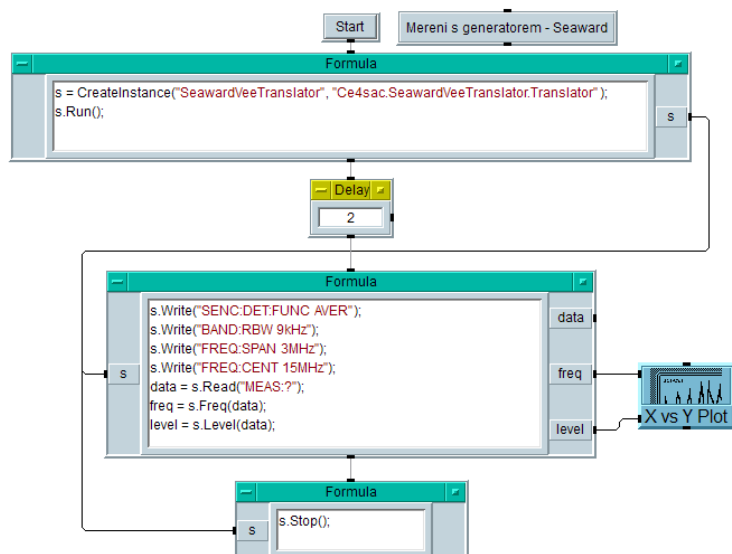 Start
Mereni s generatorem - Seaward
Formula
s = CreateInstance("SeawardVeeTranslator", "Ce4sac.SeawardVeeTranslator.Translator");
s.Run();
s
Delay
2
Formula
s.Write("SENC:DET:FUNC AVER");
s.Write("BAND:RBW 9kHz");
s.Write("FREQ:SPAN 3MHz");
s.Write("FREQ:CENT 15MHz");
data = s.Read("MEAS:?");
freq = s.Freq(data);
level = s.Level(data);
s
data
freq
level
X vs Y Plot
Formula
s.Stop();
s